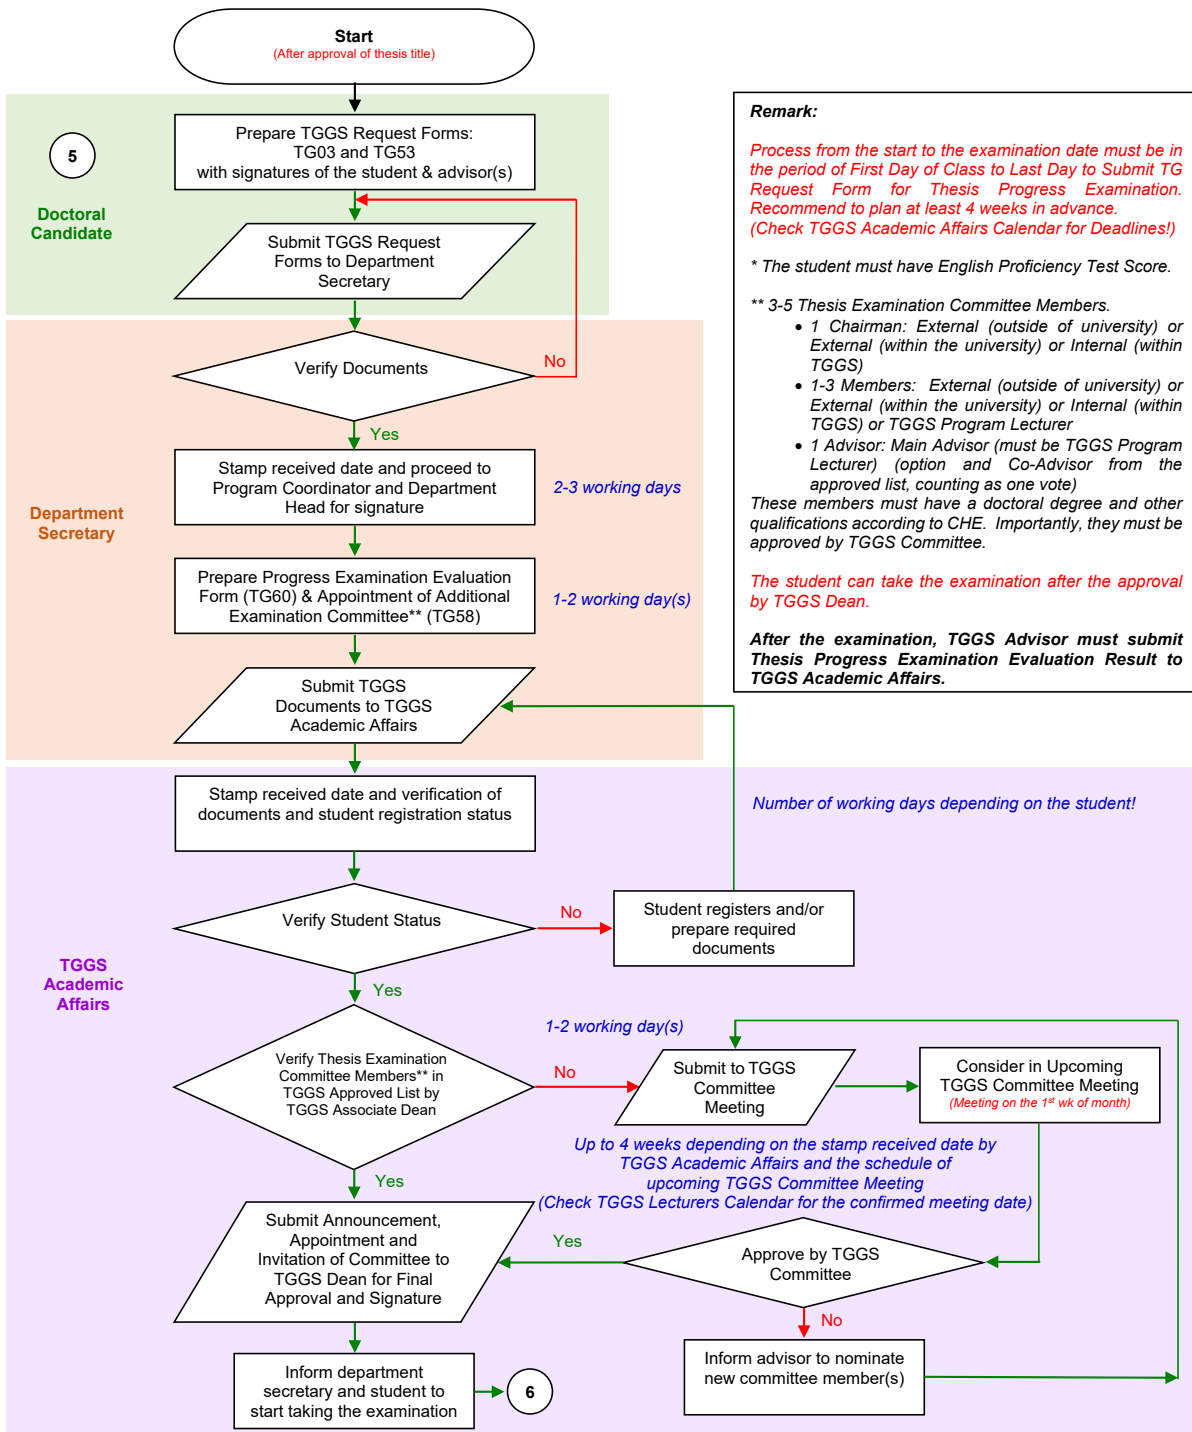 Start
(After approval of thesis title)
5
Doctoral
Candidate
Prepare TGGS Request Forms:
TG03 and TG53
with signatures of the student & advisor(s)
Submit TGGS Request
Forms to Department
Secretary
Remark:
Process from the start to the examination date must be in
the period of First Day of Class to Last Day to Submit TG
Request Form for Thesis Progress Examination.
Recommend to plan at least 4 weeks in advance.
(Check TGGS Academic Affairs Calendar for Deadlines!)
* The student must have English Proficiency Test Score.
** 3-5 Thesis Examination Committee Members.
• 1 Chairman: External (outside of university) or
External (within the university) or Internal (within
TGGS)
• 1-3 Members: External (outside of university) or
External (within the university) or Internal (within
TGGS) or TGGS Program Lecturer
• 1 Advisor: Main Advisor (must be TGGS Program
Lecturer) (option and Co-Advisor from the
approved list, counting as one vote)
These members must have a doctoral degree and other
qualifications according to CHE. Importantly, they must be
approved by TGGS Committee.
The student can take the examination after the approval
by TGGS Dean.
After the examination, TGGS Advisor must submit
Thesis Progress Examination Evaluation Result to
TGGS Academic Affairs.
Verify Documents
No
Yes
Department
Secretary
Stamp received date and proceed to
Program Coordinator and Department
Head for signature
2-3 working days
Prepare Progress Examination Evaluation
Form (TG60) & Appointment of Additional
Examination Committee** (TG58)
1-2 working day(s)
Submit TGGS
Documents to TGGS
Academic Affairs
Stamp received date and verification of
documents and student registration status
Number of working days depending on the student!
Verify Student Status
No
Student registers and/or
prepare required
documents
TGGS
Academic
Affairs
Yes
Verify Thesis Examination
Committee Members** in
TGGS Approved List by
TGGS Associate Dean
1-2 working day(s)
No
Submit to TGGS
Committee
Meeting
Consider in Upcoming
TGGS Committee Meeting
(Meeting on the 1st wk of month)
Up to 4 weeks depending on the stamp received date by
TGGS Academic Affairs and the schedule of
upcoming TGGS Committee Meeting
(Check TGGS Lecturers Calendar for the confirmed meeting date)
Yes
Submit Announcement,
Appointment and
Invitation of Committee to
TGGS Dean for Final
Approval and Signature
Yes
Approve by TGGS
Committee
No
Inform advisor to nominate
new committee member(s)
Inform department
secretary and student to
start taking the examination
6